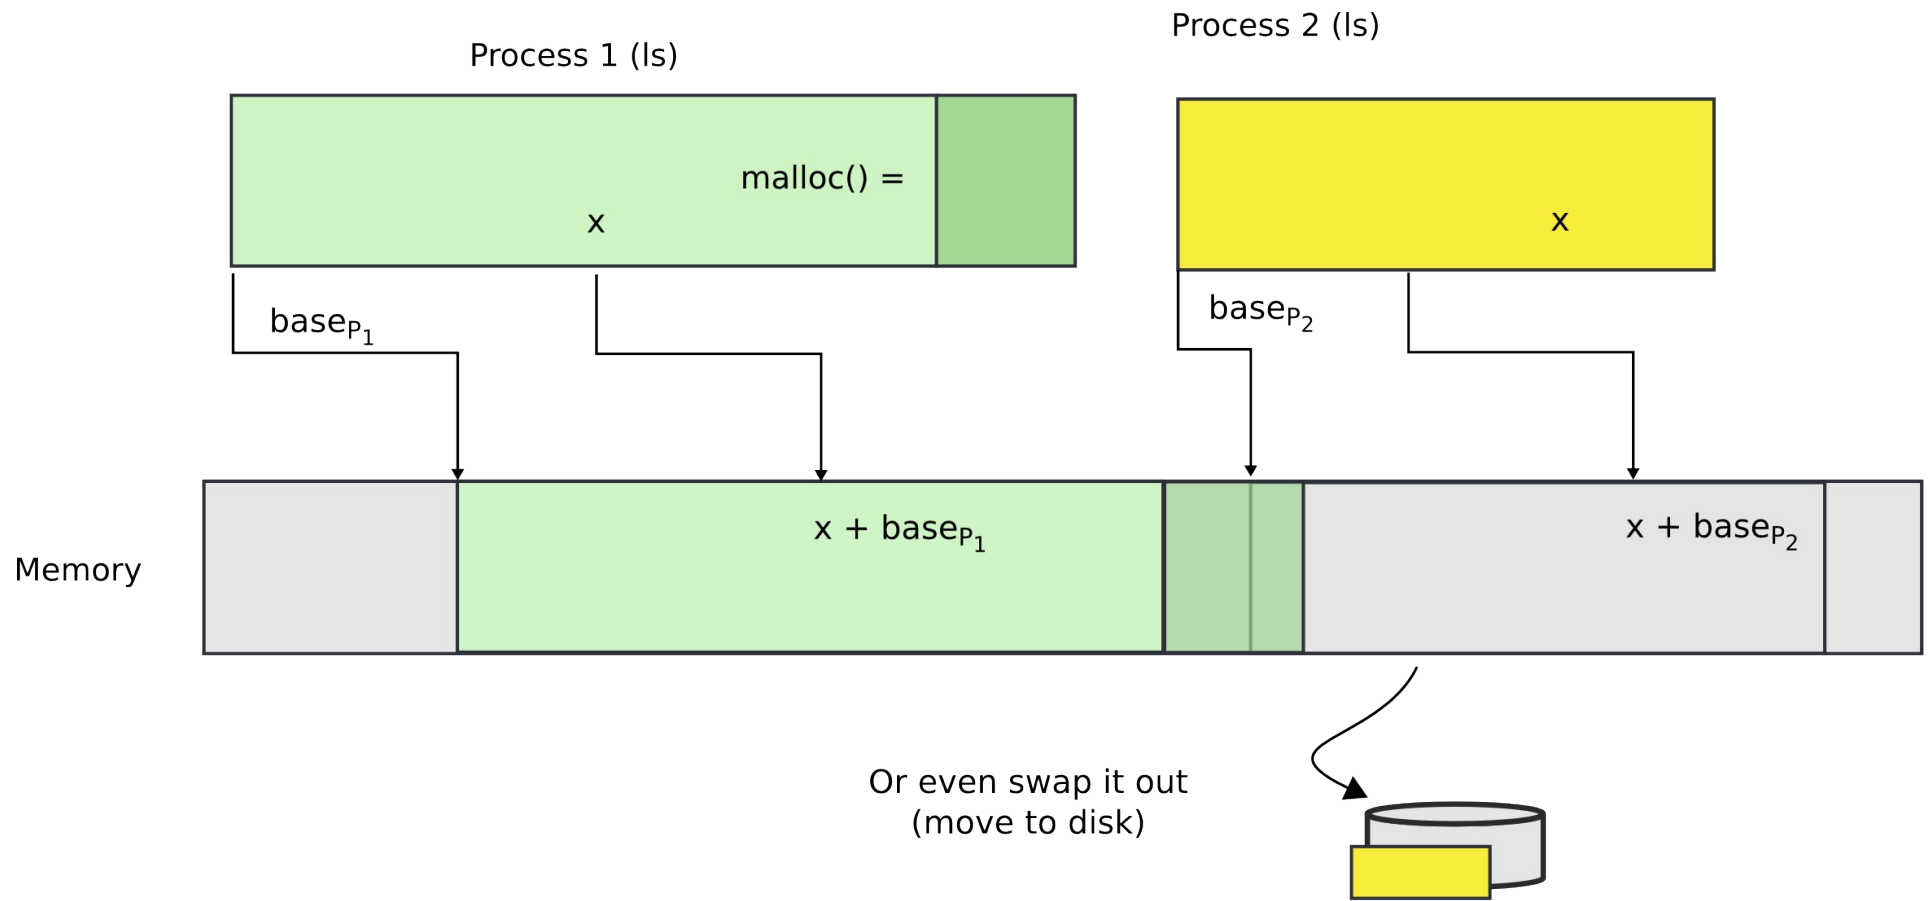 Process 1 (ls)
Process 2 (ls)
malloc() =
x
x
baseP1
baseP2
x + baseP1
x + baseP2
Memory
Or even swap it out
(move to disk)